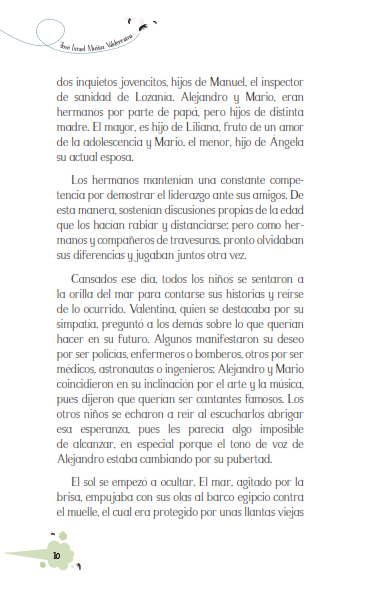 José Israel Muñoz Valderrama
dos inquietos jovencitos, hijos de Manuel, el inspector
de sanidad de Lozanía. Alejandro y Mario, eran
hermanos por parte de papá, pero hijos de distinta
madre. El mayor, es hijo de Liliana, fruto de un amor
de la adolescencia y Mario, el menor, hijo de Ángela
su actual esposa.
Los hermanos mantenían una constante compe-
tencia por demostrar el liderazgo ante sus amigos. De
esta manera, sostenían discusiones propias de la edad
que los hacían rabiar y distanciarse; pero como her-
manos y compañeros de travesuras, pronto olvidaban
sus diferencias y jugaban juntos otra vez.
Cansados ese día, todos los niños se sentaron a
la orilla del mar para contarse sus historias y reírse
de lo ocurrido. Valentina, quien se destacaba por su
simpatía, preguntó a los demás sobre lo que querían
hacer en su futuro. Algunos manifestaron su deseo
por ser policías, enfermeros o bomberos, otros por ser
médicos, astronautas o ingenieros; Alejandro y Mario
coincidieron en su inclinación por el arte y la música,
pues dijeron que querían ser cantantes famosos. Los
otros niños se echaron a reír al escucharlos abrigar
esa esperanza, pues les parecía algo imposible
de alcanzar, en especial porque el tono de voz de
Alejandro estaba cambiando por su pubertad.
El sol se empezó a ocultar. El mar, agitado por la
brisa, empujaba con sus olas al barco egipcio contra
el muelle, el cual era protegido por unas llantas viejas
10